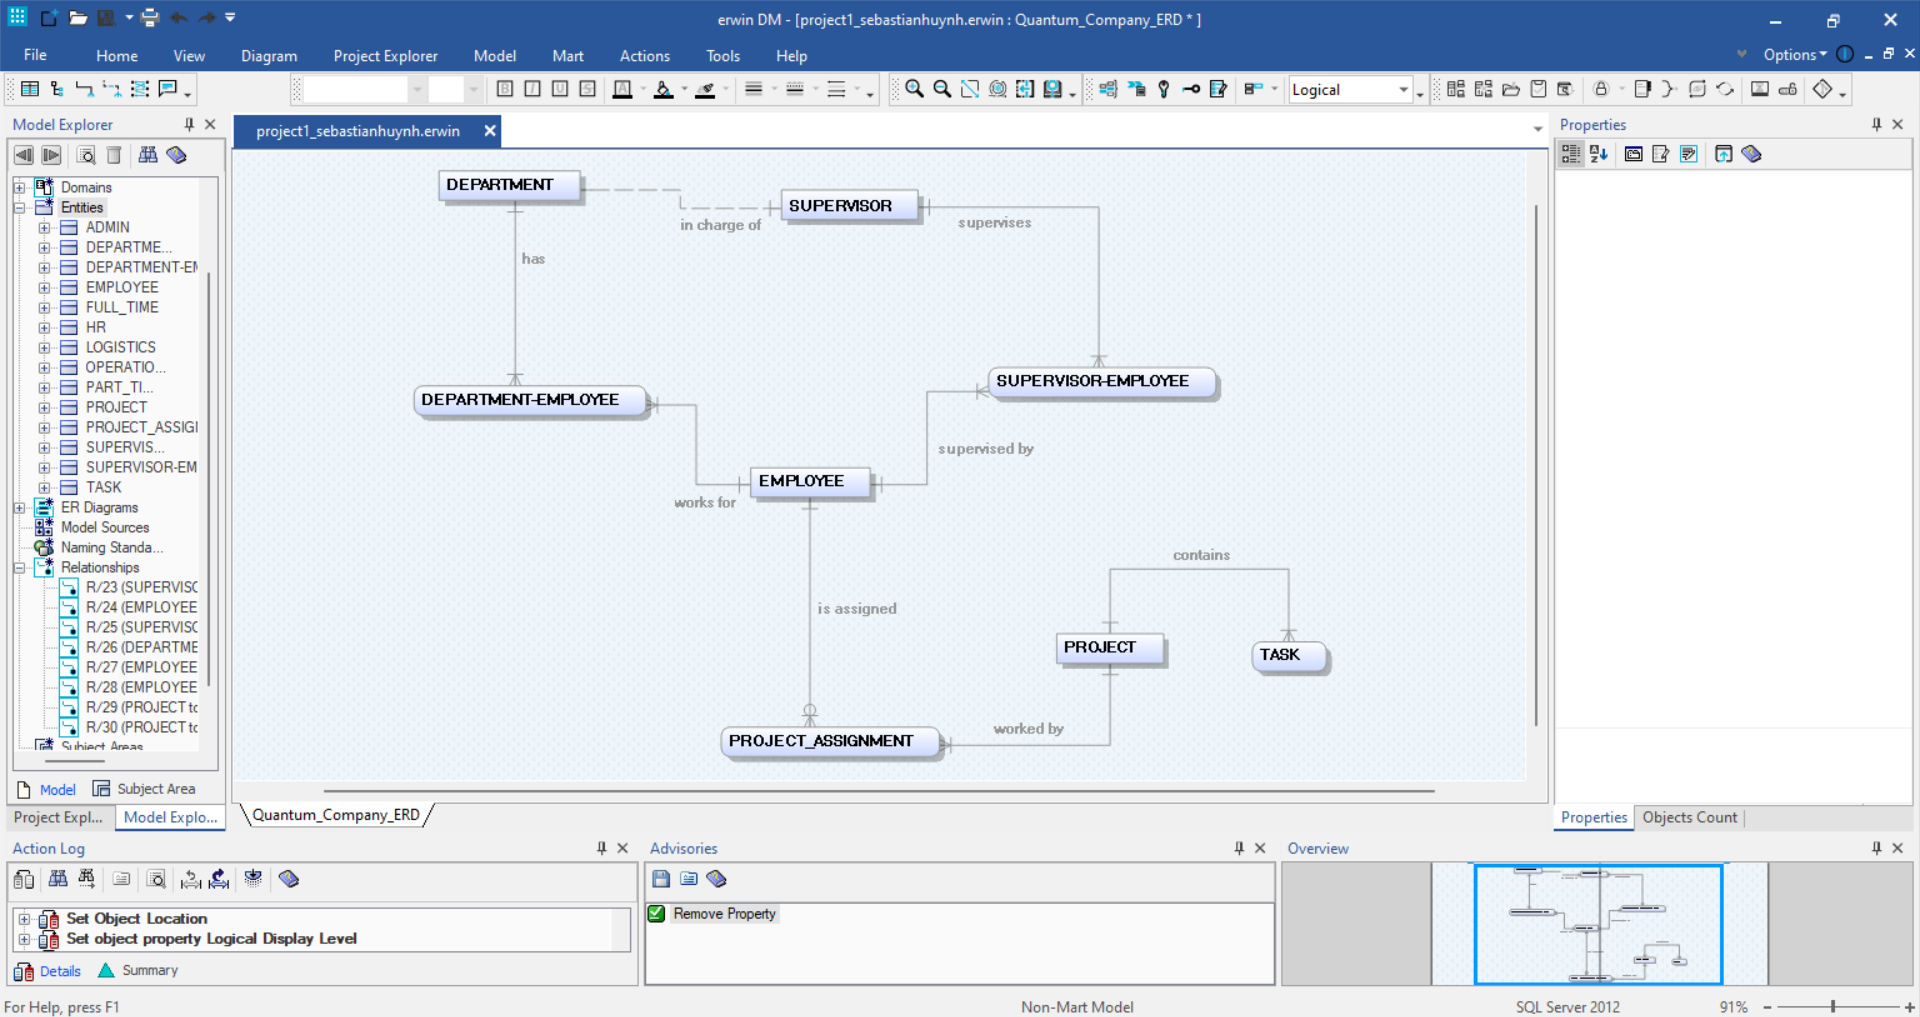 erwin DM - [project1_sebastianhuynh.erwin : Quantum_Company_ERD * ]
File Home View Diagram Project Explorer Model Mart Actions Tools Help Options
Logical
Model Explorer
project1_sebastianhuynh.erwin
Properties
Domains
Entities
ADMIN
DEPARTME...
DEPARTMENT-EM
EMPLOYEE
FULL_TIME
HR
LOGISTICS
OPERATIO...
PART_TI...
PROJECT
PROJECT_ASSIGI
SUPERVIS...
SUPERVISOR-EM
TASK
ER Diagrams
Model Sources
Naming Standa...
Relationships
R/23 (SUPERVISO
R/24 (EMPLOYEE
R/25 (SUPERVISO
R/26 (DEPARTME
R/27 (EMPLOYEE
R/28 (EMPLOYEE
R/29 (PROJECT to
R/30 (PROJECT to
Subject Areas
Model Subject Area
Project Expl... Model Explo...
DEPARTMENT
SUPERVISOR
in charge of
supervises
has
DEPARTMENT-EMPLOYEE
SUPERVISOR-EMPLOYEE
supervised by
EMPLOYEE
works for
contains
is assigned
PROJECT
TASK
worked by
PROJECT_ASSIGNMENT
Quantum_Company_ERD
Properties Objects Count
Action Log
Set Object Location
Set object property Logical Display Level
Details Summary
Advisories
Remove Property
Overview
For Help, press F1
Non-Mart Model
SQL Server 2012
91%